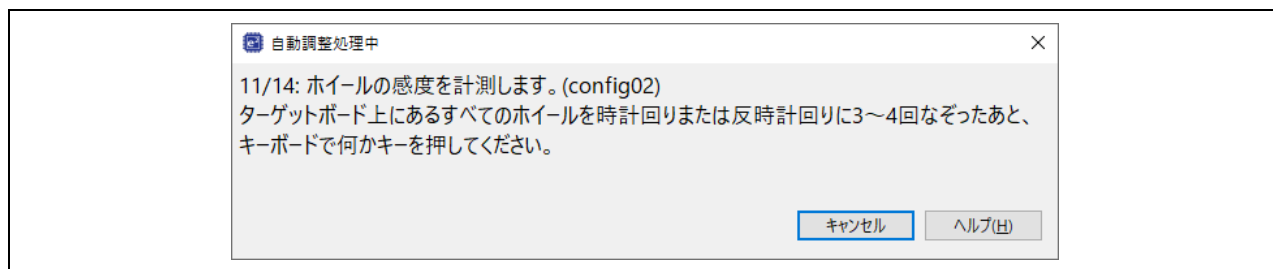 自動調整処理中
11/14: ホイールの感度を計測します。(config02)
ターゲットボード上にあるすべてのホイールを時計回りまたは反時計回りに3～4回なぞったあと、
キーボードで何かキーを押してください。
キャンセル
ヘルプ(H)